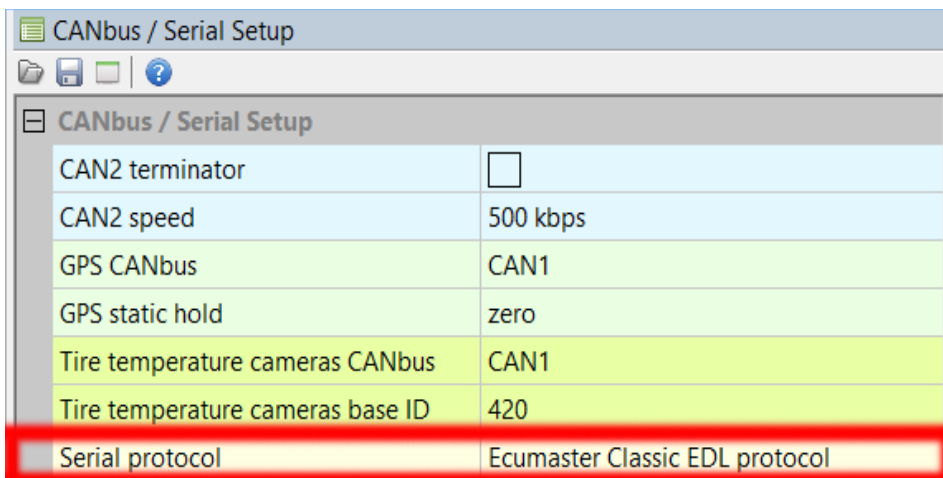 CANbus / Serial Setup
CANbus / Serial Setup
CAN2 terminator
CAN2 speed 500 kbps
GPS CANbus CAN1
GPS static hold zero
Tire temperature cameras CANbus CAN1
Tire temperature cameras base ID 420
Serial protocol Ecumaster Classic EDL protocol